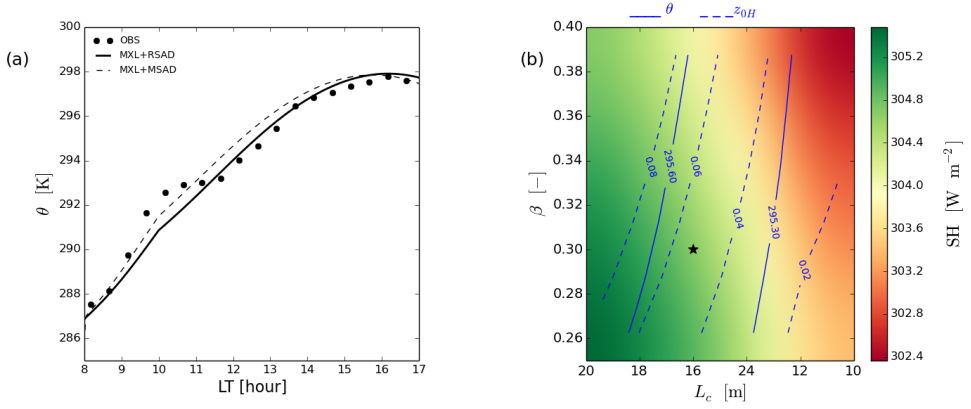 (a)
300
298
296
294
292
290
288
286
θ [K]
OBS
MXL+RSAD
MXL+MSAD
8 9 10 11 12 13 14 15 16 17
LT [hour]
(b)
θ z0H
0.40
0.38
0.34
0.32
0.30
0.28
0.26
β [−]
0.08
295.60
0.06
0.04
295.30
0.02
20 18 16 24 12 10
L_c [m]
305.2
304.8
304.4
304.0
303.6
303.2
302.8
302.4
SH [W m⁻²]